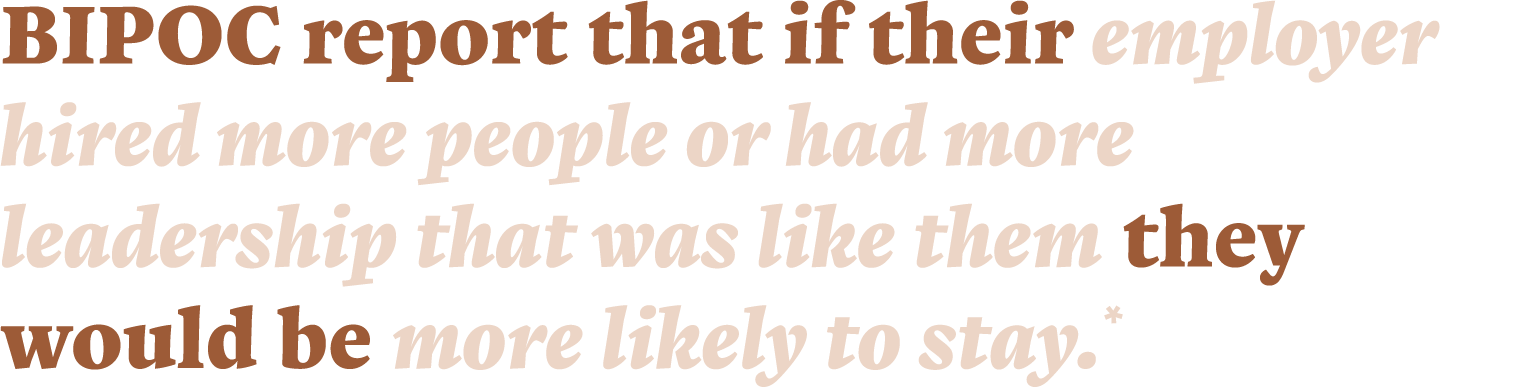 BIPOC report that if their employer
hired more people or had more
leadership that was like them they
would be more likely to stay.*